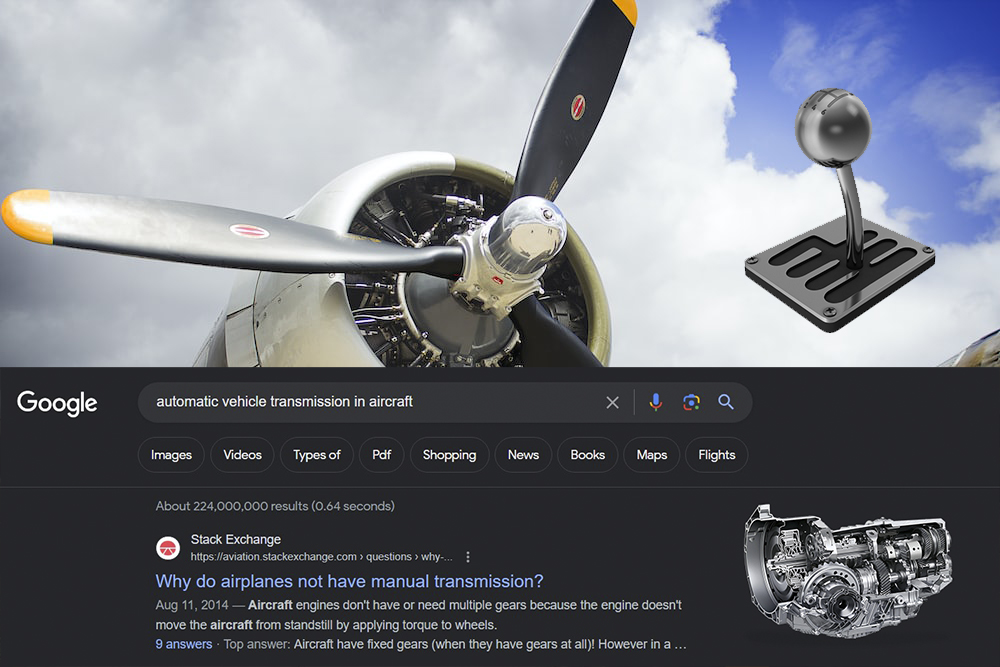 Google
automatic vehicle transmission in aircraft
Images Videos Types of Pdf Shopping News Books Maps Flights
About 224,000,000 results (0.64 seconds)
Stack Exchange
https://aviation.stackexchange.com › questions › why-...
Why do airplanes not have manual transmission?
Aug 11, 2014 — Aircraft engines don't have or need multiple gears because the engine doesn't
move the aircraft from standstill by applying torque to wheels.
9 answers · Top answer: Aircraft have fixed gears (when they have gears at all)! However in a ...